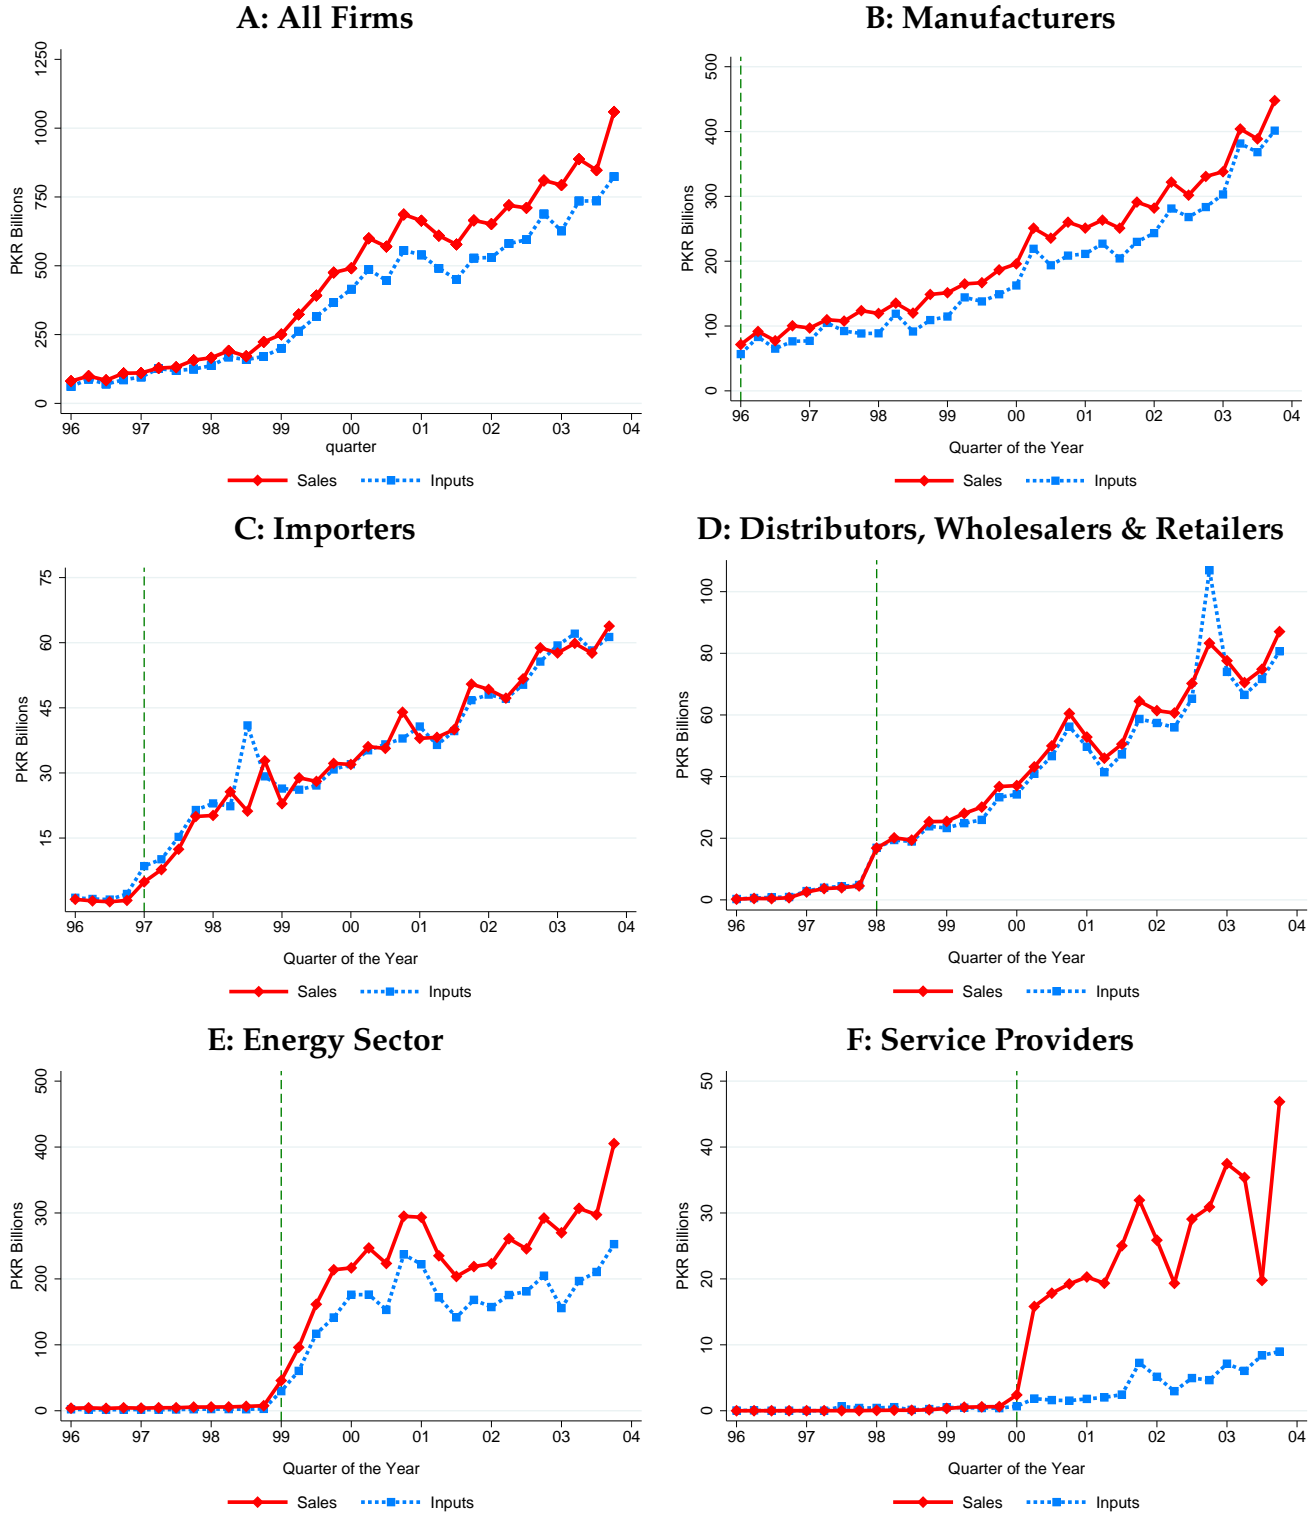 A: All Firms
PKR Billions
1250
1000
750
500
250
0
96 97 98 99 00 01 02 03 04
quarter
Sales Inputs
B: Manufacturers
PKR Billions
500
400
300
200
100
0
96 97 98 99 00 01 02 03 04
Quarter of the Year
Sales Inputs
C: Importers
PKR Billions
75
60
45
30
15
96 97 98 99 00 01 02 03 04
Quarter of the Year
Sales Inputs
D: Distributors, Wholesalers & Retailers
PKR Billions
100
80
60
40
20
0
96 97 98 99 00 01 02 03 04
Quarter of the Year
Sales Inputs
E: Energy Sector
PKR Billions
500
400
300
200
100
0
96 97 98 99 00 01 02 03 04
Quarter of the Year
Sales Inputs
F: Service Providers
PKR Billions
50
40
30
20
10
0
96 97 98 99 00 01 02 03 04
Quarter of the Year
Sales Inputs